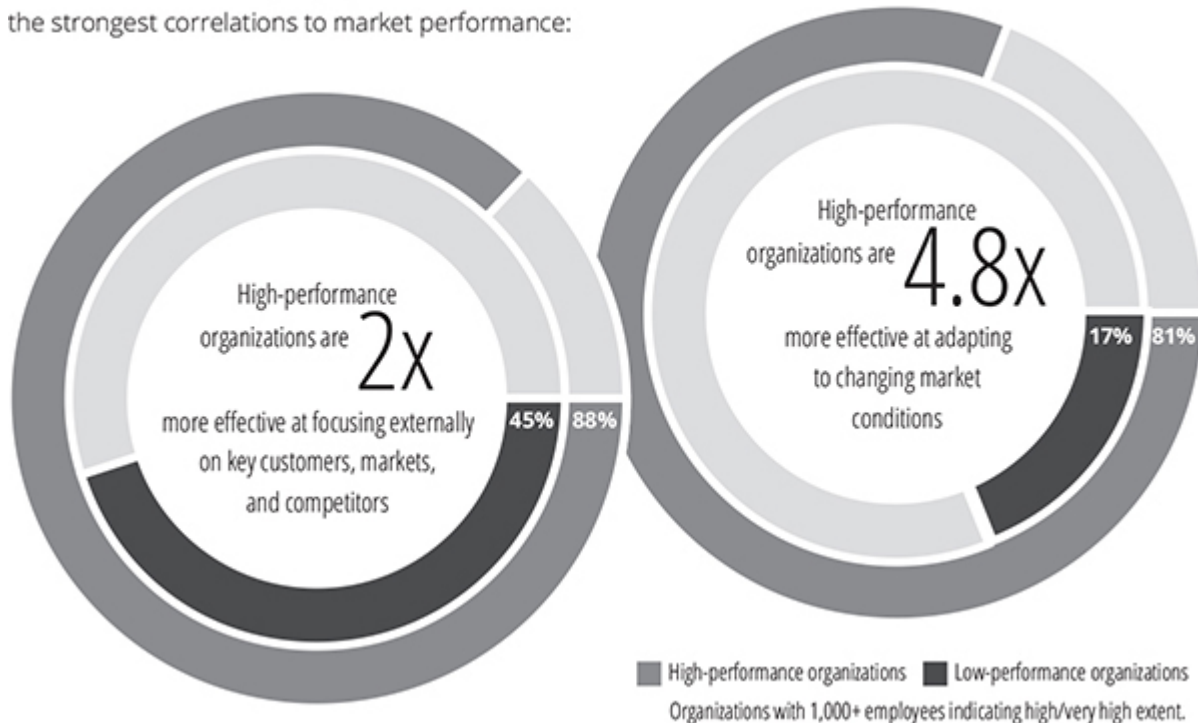 the strongest correlations to market performance:
High-performance
organizations are 2x
more effective at focusing externally
on key customers, markets,
and competitors
45% 88%
High-performance
organizations are 4.8x
more effective at adapting
to changing market
conditions
17% 81%
High-performance organizations Low-performance organizations
Organizations with 1,000+ employees indicating high/very high extent.